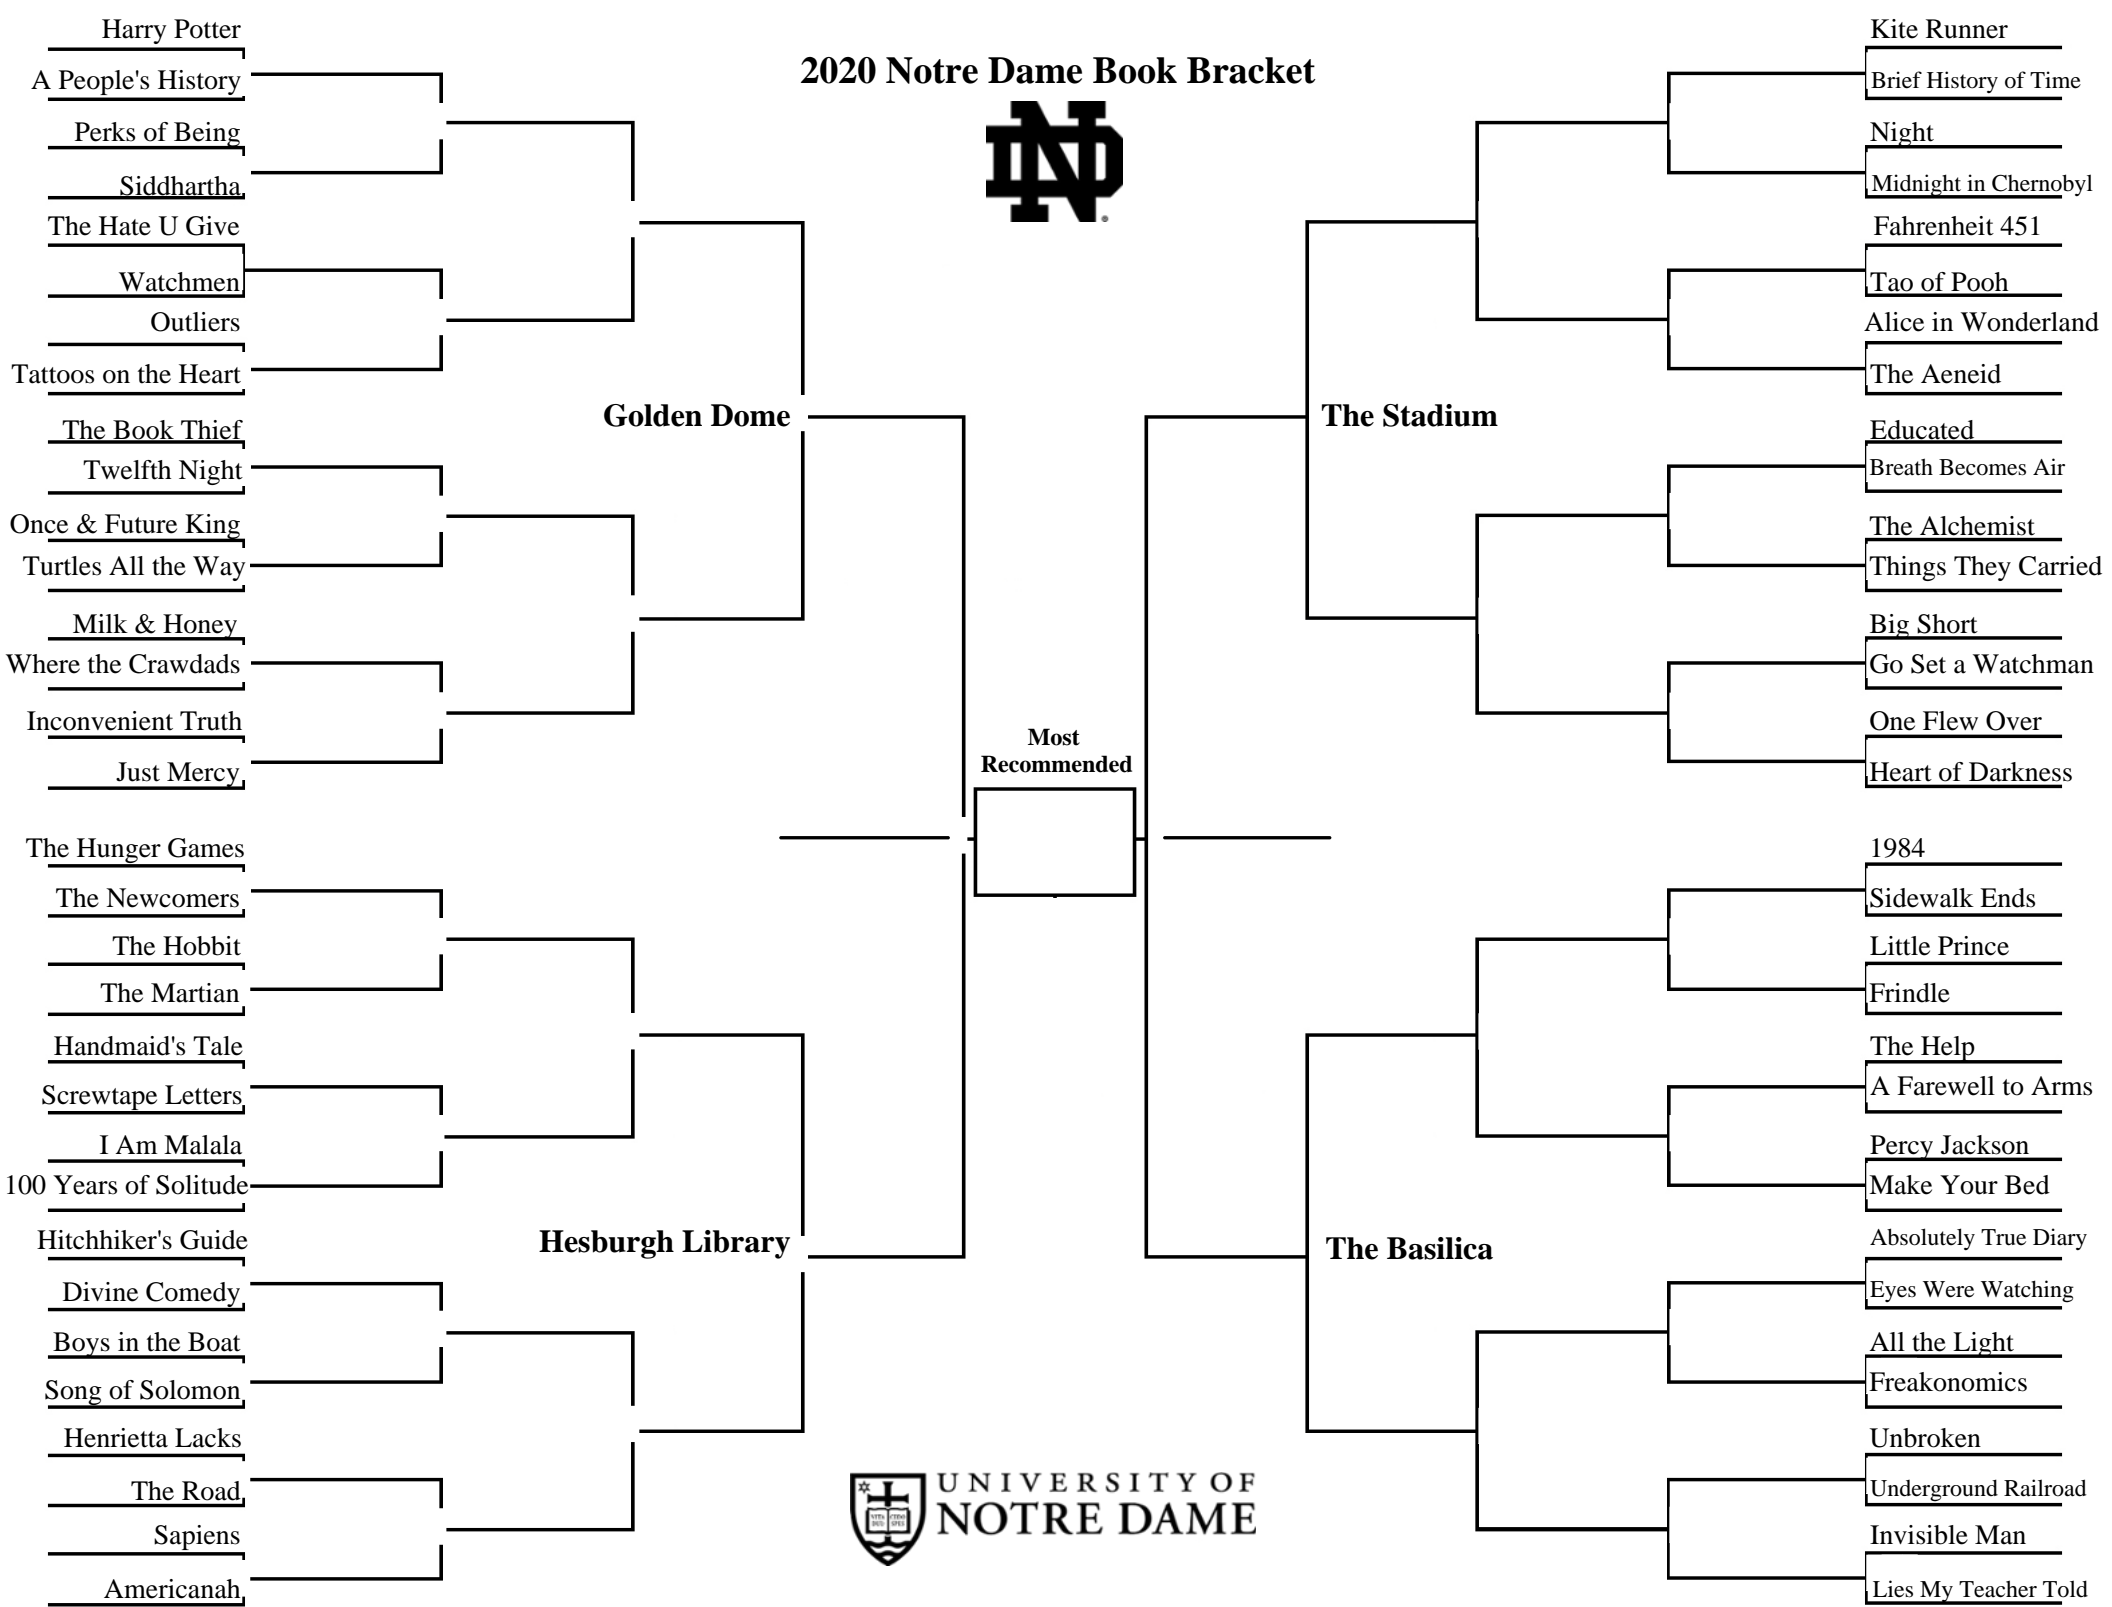 2020 Notre Dame Book Bracket
ND
Harry Potter
A People's History
Perks of Being
Siddhartha
The Hate U Give
Watchmen
Outliers
Tattoos on the Heart
Golden Dome
The Book Thief
Twelfth Night
Once & Future King
Turtles All the Way
Milk & Honey
Where the Crawdads
Inconvenient Truth
Just Mercy
The Hunger Games
The Newcomers
The Hobbit
The Martian
Handmaid's Tale
Screwtape Letters
I Am Malala
100 Years of Solitude
Hesburgh Library
Hitchhiker's Guide
Divine Comedy
Boys in the Boat
Song of Solomon
Henrietta Lacks
The Road
Sapiens
Americanah
Most
Recommended
Kite Runner
Brief History of Time
Night
Midnight in Chernobyl
Fahrenheit 451
Tao of Pooh
Alice in Wonderland
The Aeneid
The Stadium
Educated
Breath Becomes Air
The Alchemist
Things They Carried
Big Short
Go Set a Watchman
One Flew Over
Heart of Darkness
1984
Sidewalk Ends
Little Prince
Frindle
The Help
A Farewell to Arms
Percy Jackson
Make Your Bed
The Basilica
Absolutely True Diary
Eyes Were Watching
All the Light
Freakonomics
Unbroken
Underground Railroad
Invisible Man
Lies My Teacher Told
UNIVERSITY OF
NOTRE DAME